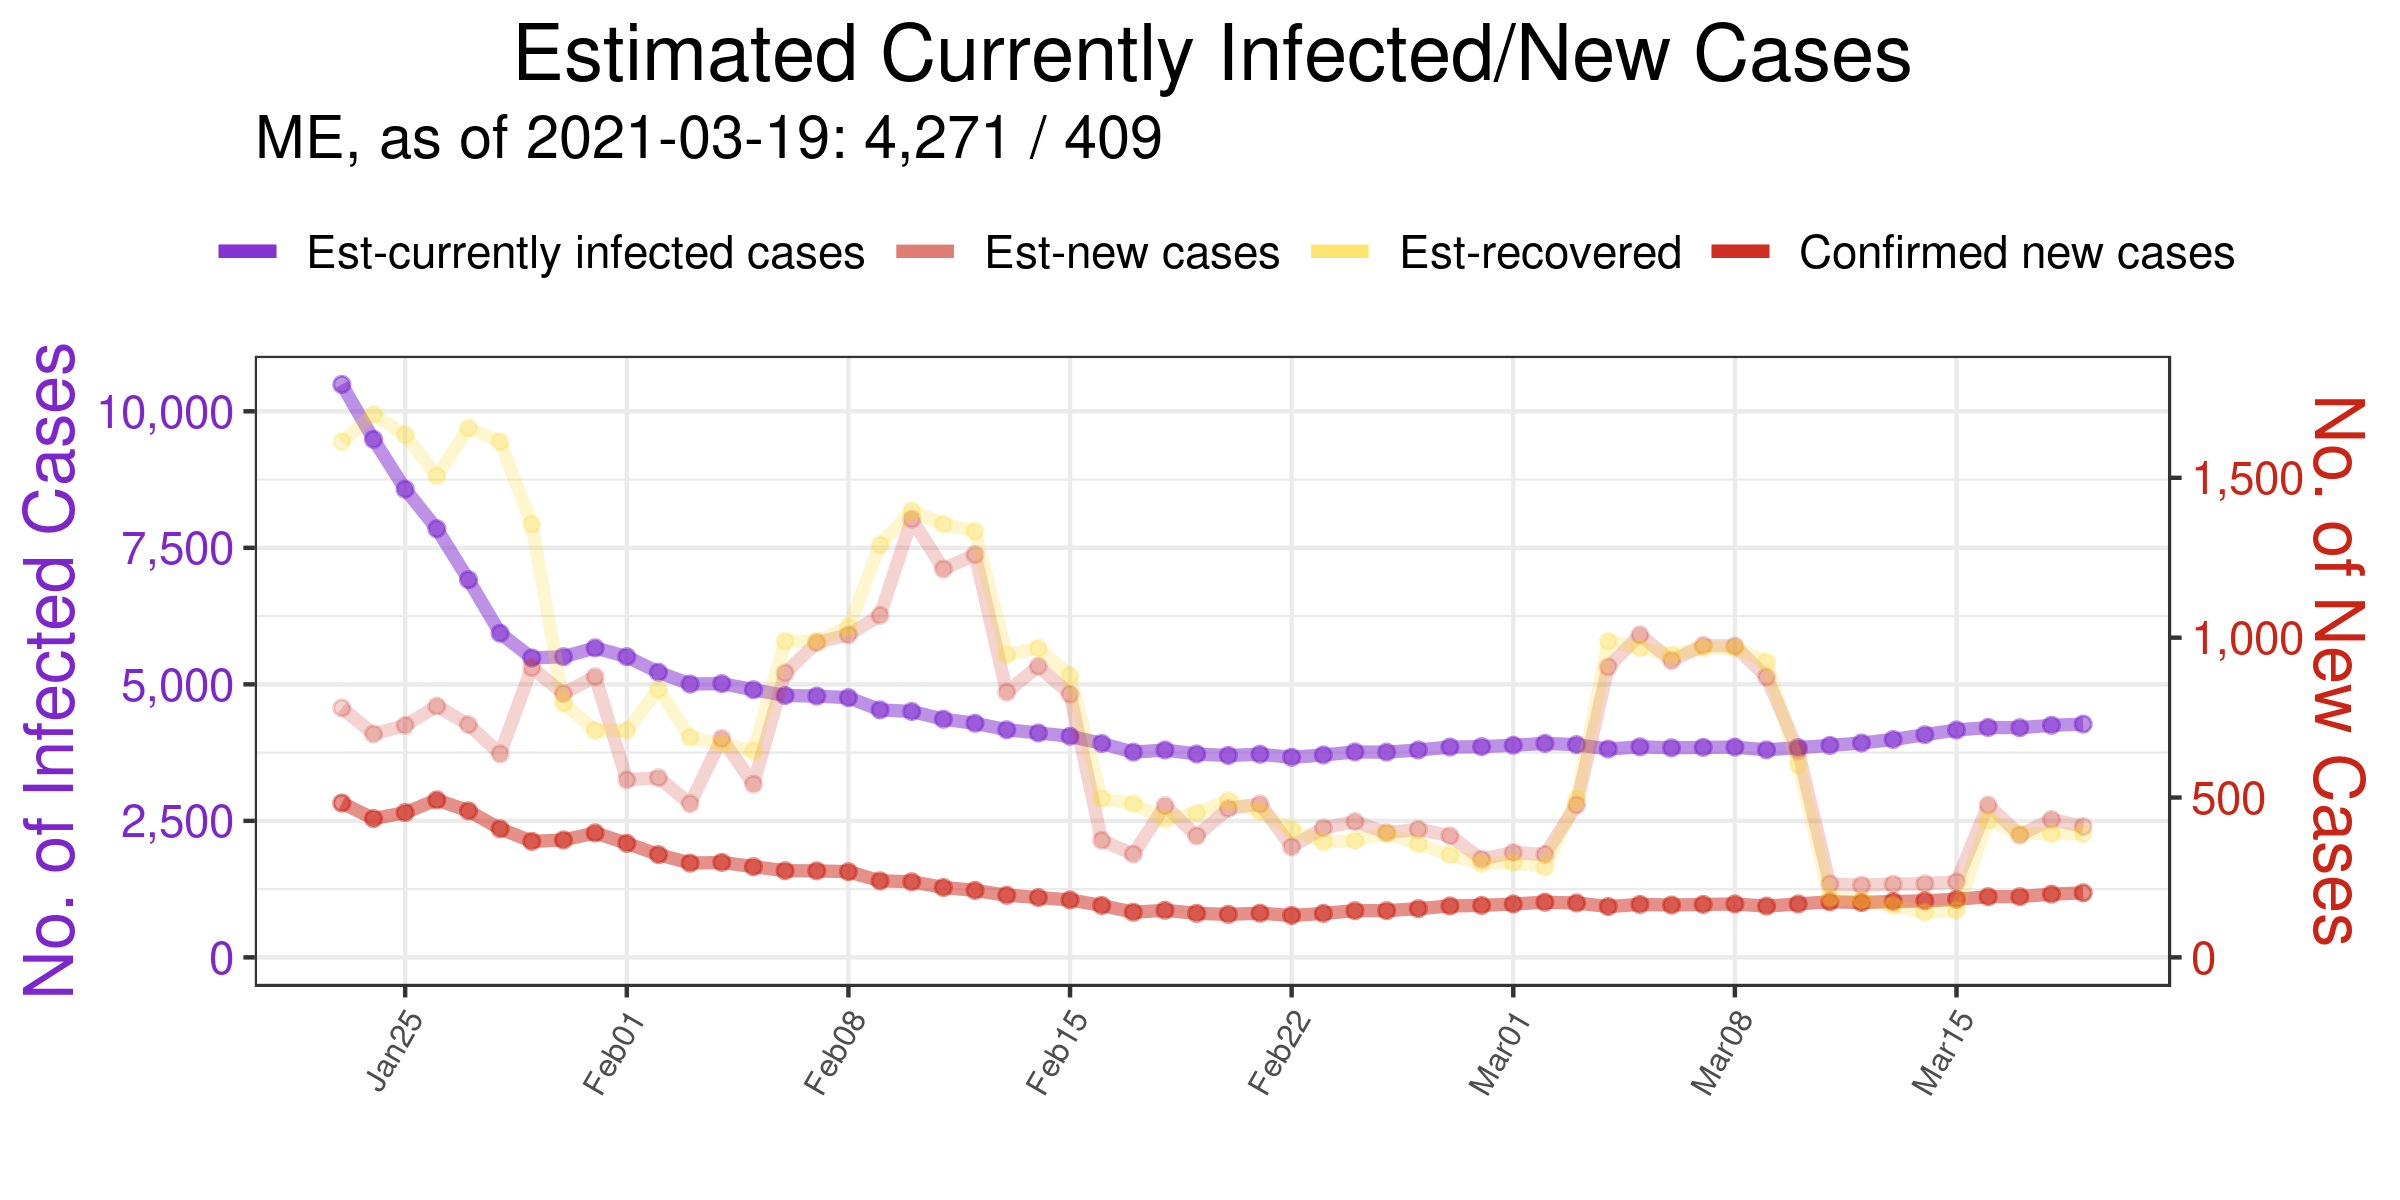 Estimated Currently Infected/New Cases
ME, as of 2021-03-19: 4,271 / 409
Est-currently infected cases Est-new cases Est-recovered Confirmed new cases
No. of Infected Cases
10,000
7,500
5,000
2,500
0
1,500
1,000
500
0
No. of New Cases
Jan25 Feb01 Feb08 Feb15 Feb22 Mar01 Mar08 Mar15